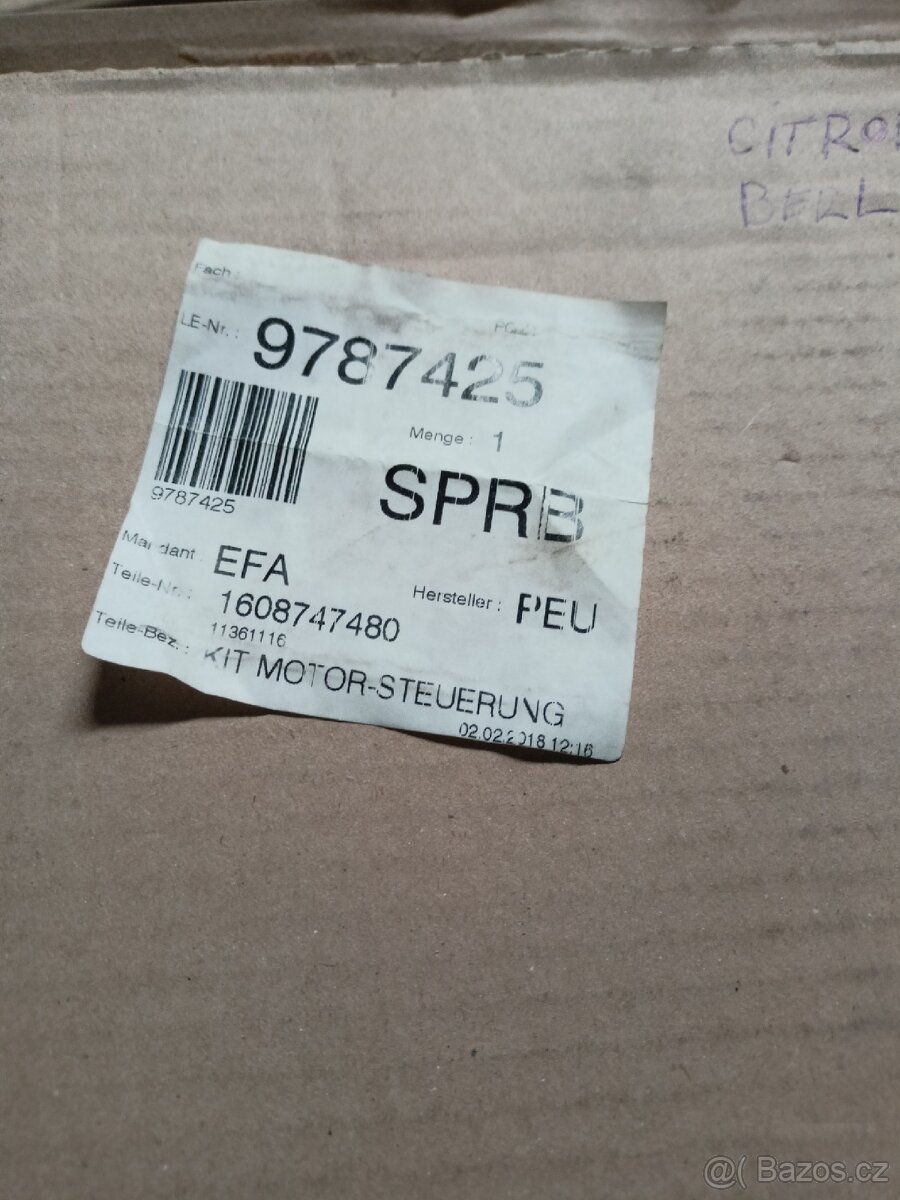 CITRO
BERL
Fach:
LE-Nr.: 9787425
Menge: 1
9787425
SPRB
Mandant: EFA
Hersteller: PEU
Teile-Nr.: 1608747480
11361116
Teile-Bez.: KIT MOTOR-STEUERUNG
02.02.2018 12:16
@( Bazos.cz